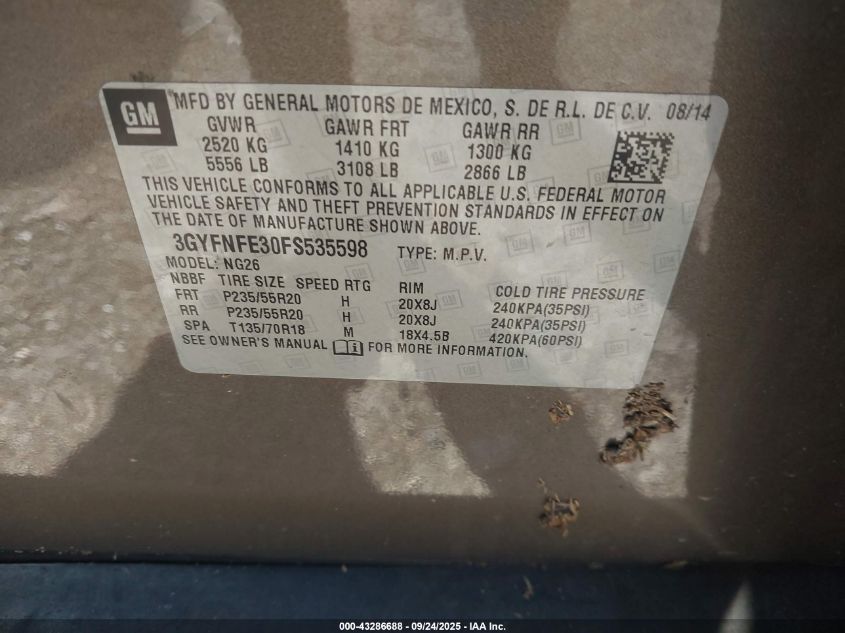 GM
MFD BY GENERAL MOTORS DE MEXICO, S. DE R.L. DE C.V. 08/14
GVWR GAWR FRT GAWR RR
2520 KG 1410 KG 1300 KG
5556 LB 3108 LB 2866 LB
THIS VEHICLE CONFORMS TO ALL APPLICABLE U.S. FEDERAL MOTOR
VEHICLE SAFETY AND THEFT PREVENTION STANDARDS IN EFFECT ON
THE DATE OF MANUFACTURE SHOWN ABOVE.
3GYFNFE30FS535598 TYPE: M.P.V.
MODEL: NG26
NBBF TIRE SIZE SPEED RTG RIM COLD TIRE PRESSURE
FRT P235/55R20 H 20X8J 240KPA(35PSI)
RR P235/55R20 H 20X8J 240KPA(35PSI)
SPA T135/70R18 M 18X4.5B 420KPA(60PSI)
SEE OWNER'S MANUAL FOR MORE INFORMATION.
000-43286688 - 09/24/2025 - IAA Inc.